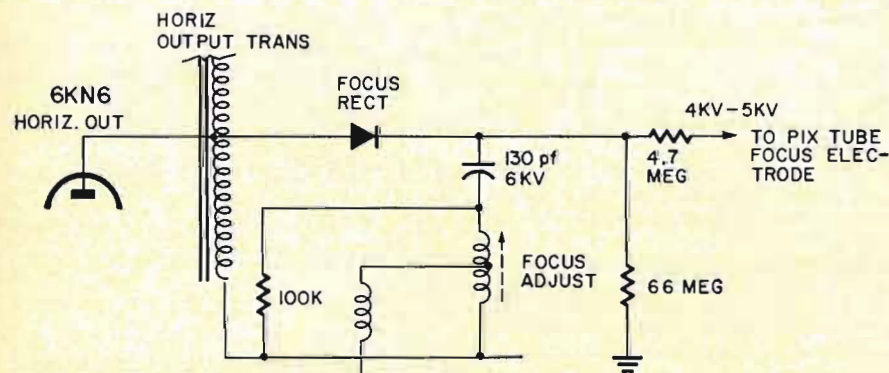 HORIZ
OUTPUT TRANS
6KN6
HORIZ. OUT
FOCUS
RECT
4KV-5KV
TO PIX TUBE
FOCUS ELEC-
TRODE
4.7
MEG
130 pf
6KV
FOCUS
ADJUST
100K
66 MEG